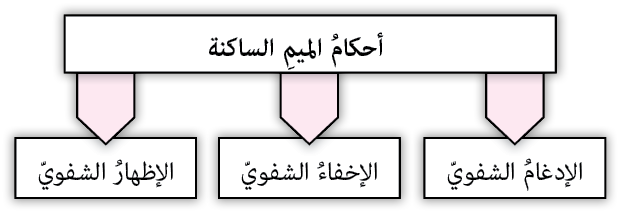 أحكامُ الميمِ الساكنة
الإدغامُ الشفويّ
الإخفاءُ الشفويّ
الإظهارُ الشفويّ